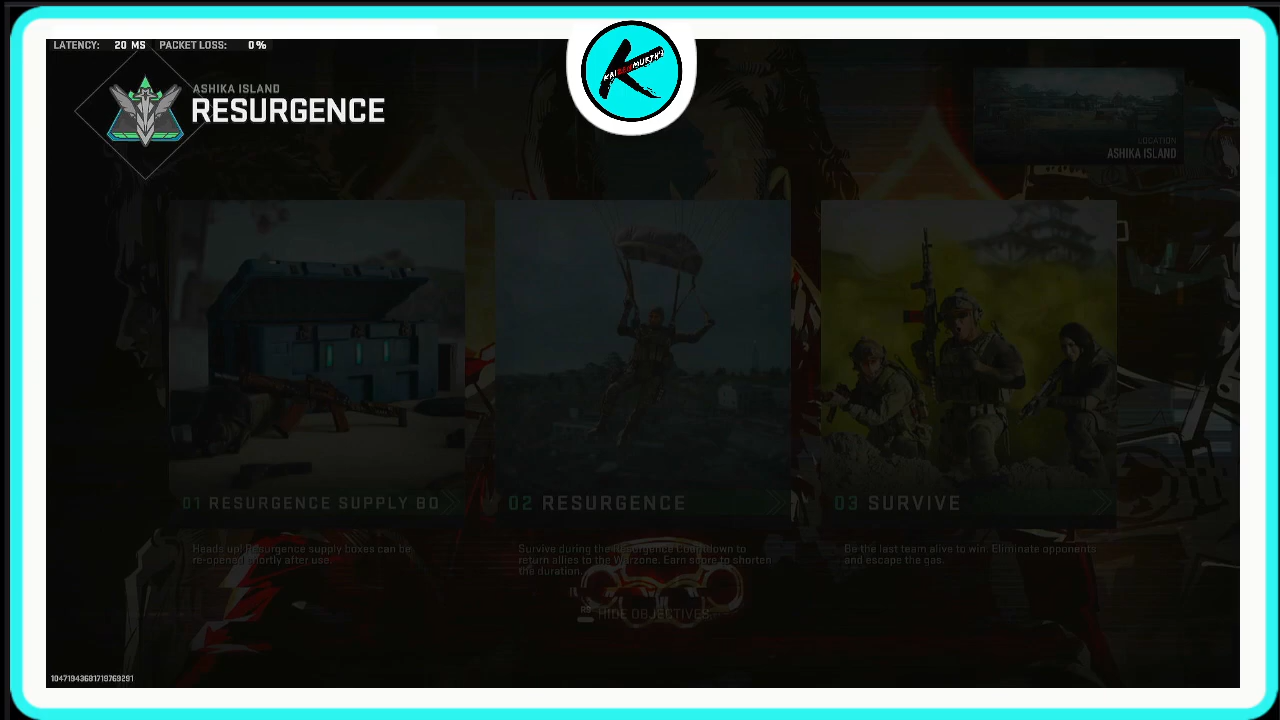 LATENCY: 20 MS PACKET LOSS: 0%
ASHIKA ISLAND
RESURGENCE
LOCATION
ASHIKA ISLAND
01 RESURGENCE SUPPLY BO
02 RESURGENCE
03 SURVIVE
Heads up! Resurgence supply boxes can be
re-opened shortly after use.
Survive during the Resurgence Countdown to
return allies to the Warzone. Earn score to shorten
the duration.
Be the last team alive to win. Eliminate opponents
and escape the gas.
HIDE OBJECTIVES